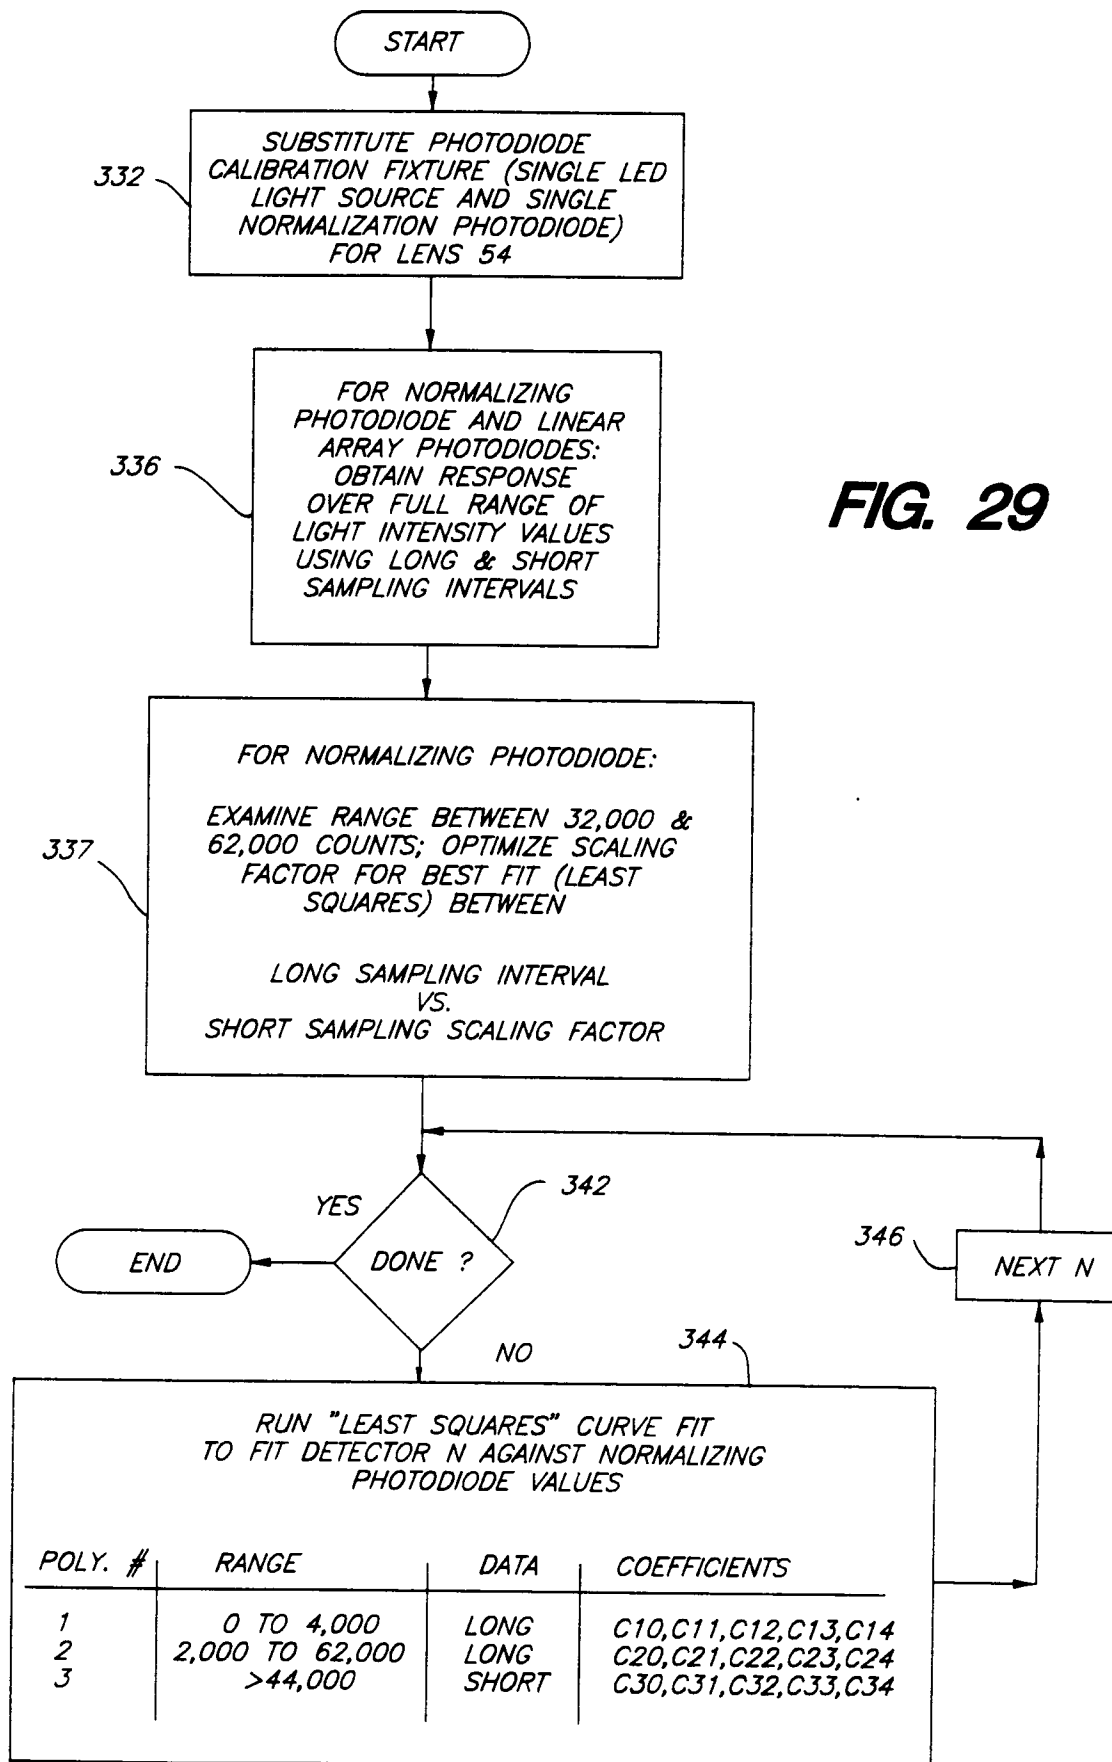 START
332
SUBSTITUTE PHOTODIODE
CALIBRATION FIXTURE (SINGLE LED
LIGHT SOURCE AND SINGLE
NORMALIZATION PHOTODIODE)
FOR LENS 54
336
FOR NORMALIZING
PHOTODIODE AND LINEAR
ARRAY PHOTODIODES:
OBTAIN RESPONSE
OVER FULL RANGE OF
LIGHT INTENSITY VALUES
USING LONG & SHORT
SAMPLING INTERVALS
FIG. 29
337
FOR NORMALIZING PHOTODIODE:
EXAMINE RANGE BETWEEN 32,000 &
62,000 COUNTS; OPTIMIZE SCALING
FACTOR FOR BEST FIT (LEAST
SQUARES) BETWEEN
LONG SAMPLING INTERVAL
VS.
SHORT SAMPLING SCALING FACTOR
YES
342
END
DONE ?
346
NEXT N
NO
344
RUN "LEAST SQUARES" CURVE FIT
TO FIT DETECTOR N AGAINST NORMALIZING
PHOTODIODE VALUES
POLY. # RANGE DATA COEFFICIENTS
1 0 TO 4,000 LONG C10,C11,C12,C13,C14
2 2,000 TO 62,000 LONG C20,C21,C22,C23,C24
3 >44,000 SHORT C30,C31,C32,C33,C34